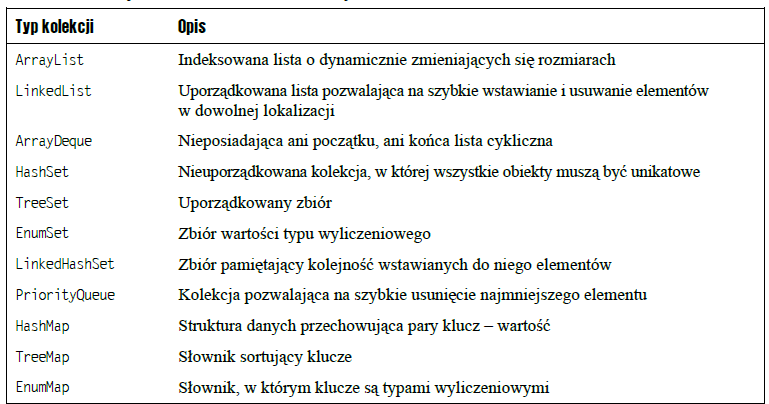 Typ kolekcji Opis
ArrayList Indeksowana lista o dynamicznie zmieniających się rozmiarach
LinkedList Uporządkowana lista pozwalająca na szybkie wstawianie i usuwanie elementów
w dowolnej lokalizacji
ArrayDeque Nieposiadająca ani początku, ani końca lista cykliczna
HashSet Nieuporządkowana kolekcja, w której wszystkie obiekty muszą być unikatowe
TreeSet Uporządkowany zbiór
EnumSet Zbiór wartości typu wyliczeniowego
LinkedHashSet Zbiór pamiętający kolejność wstawianych do niego elementów
PriorityQueue Kolekcja pozwalająca na szybkie usunięcie najmniejszego elementu
HashMap Struktura danych przechowująca pary klucz – wartość
TreeMap Słownik sortujący klucze
EnumMap Słownik, w którym klucze są typami wyliczeniowymi